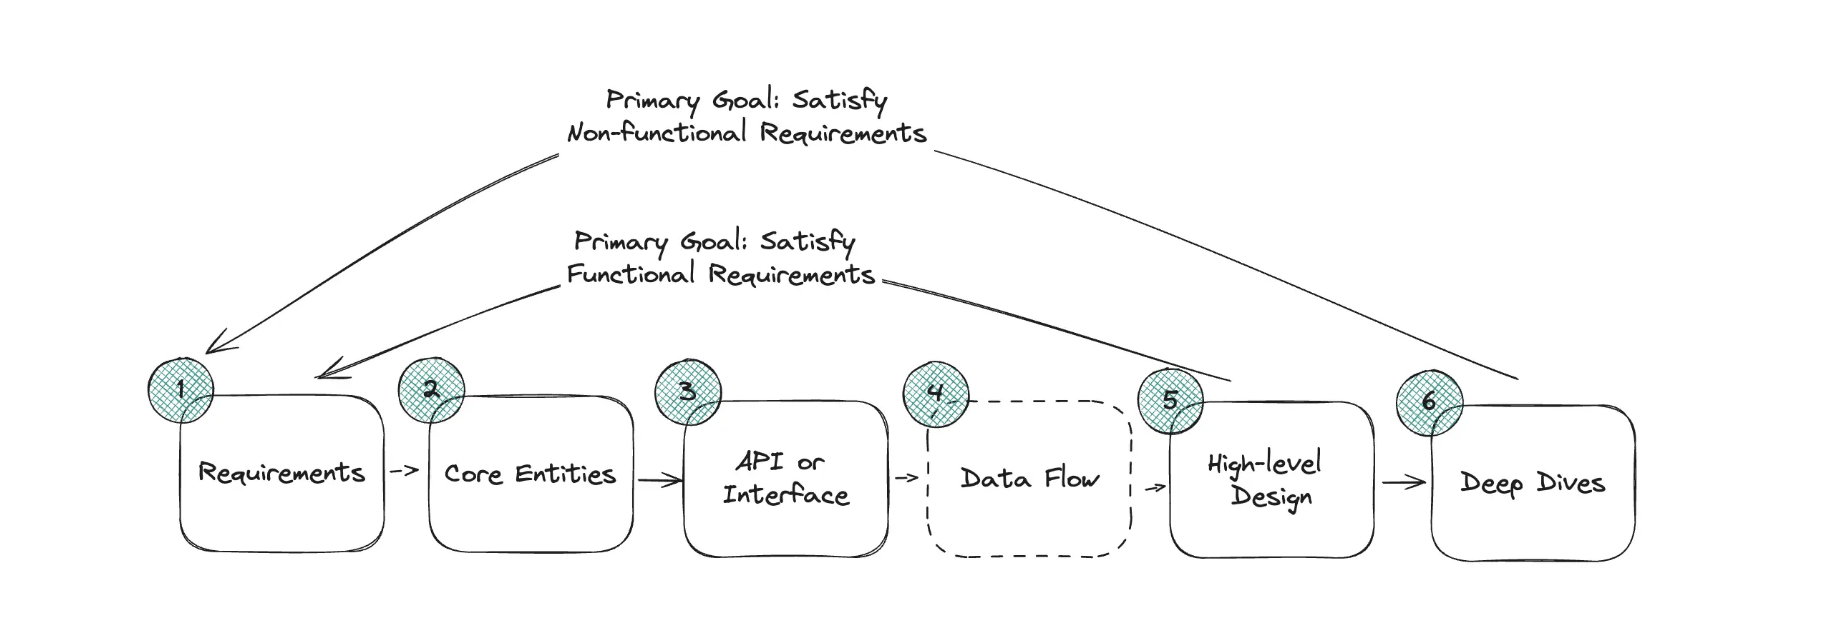 Primary Goal: Satisfy
Non-functional Requirements
Primary Goal: Satisfy
Functional Requirements
1
Requirements
2
Core Entities
3
API or
Interface
4
Data Flow
5
High-level
Design
6
Deep Dives